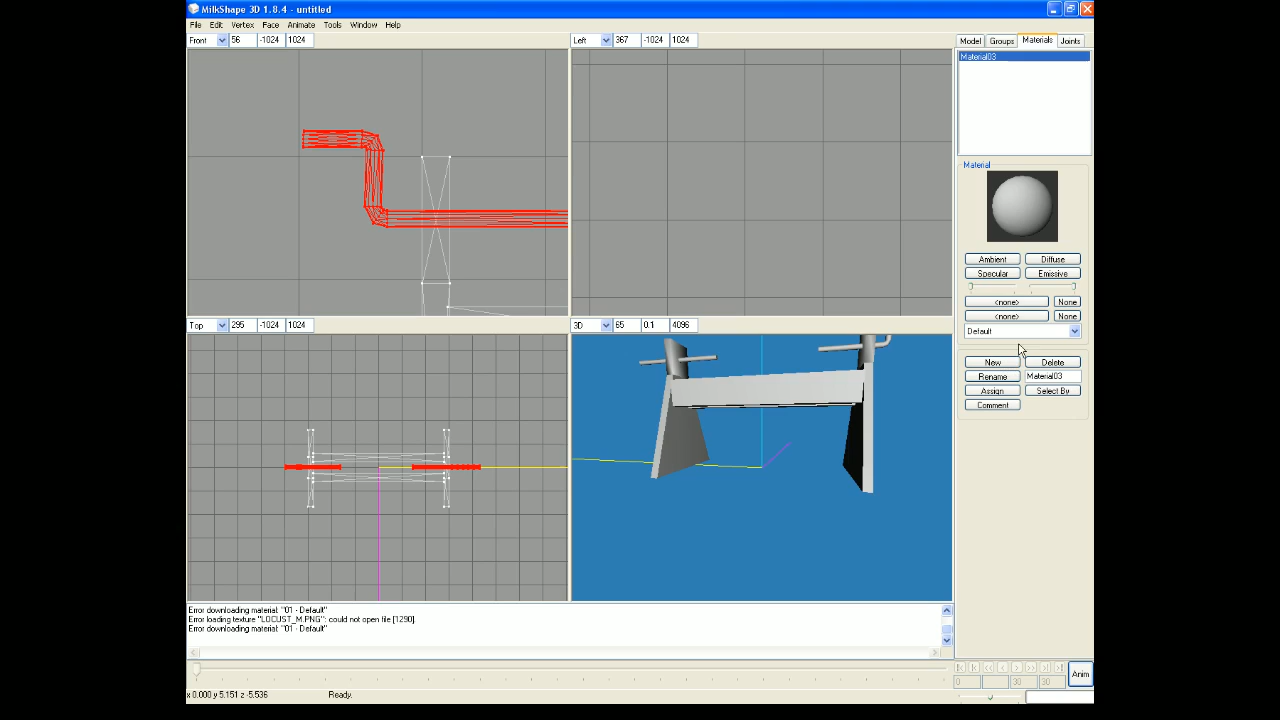 MilkShape 3D 1.8.4 - untitled
File Edit Vertex Face Animate Tools Window Help
Front 56 -1024 1024
Left 367 -1024 1024
Model Groups Materials Joints
Material03
Material
Ambient Diffuse
Specular Emissive
<none> None
<none> None
Top 295 -1024 1024
3D 65 0.1 4096
Default
New Delete
Rename Material03
Assign Select By
Comment
Error downloading material: "01 - Default"
Error loading texture "LOCUST_M.PNG": could not open file [1290].
Error downloading material: "01 - Default"
0 30 30
Anim
x 0.000 y 5.151 z -5.536 Ready.